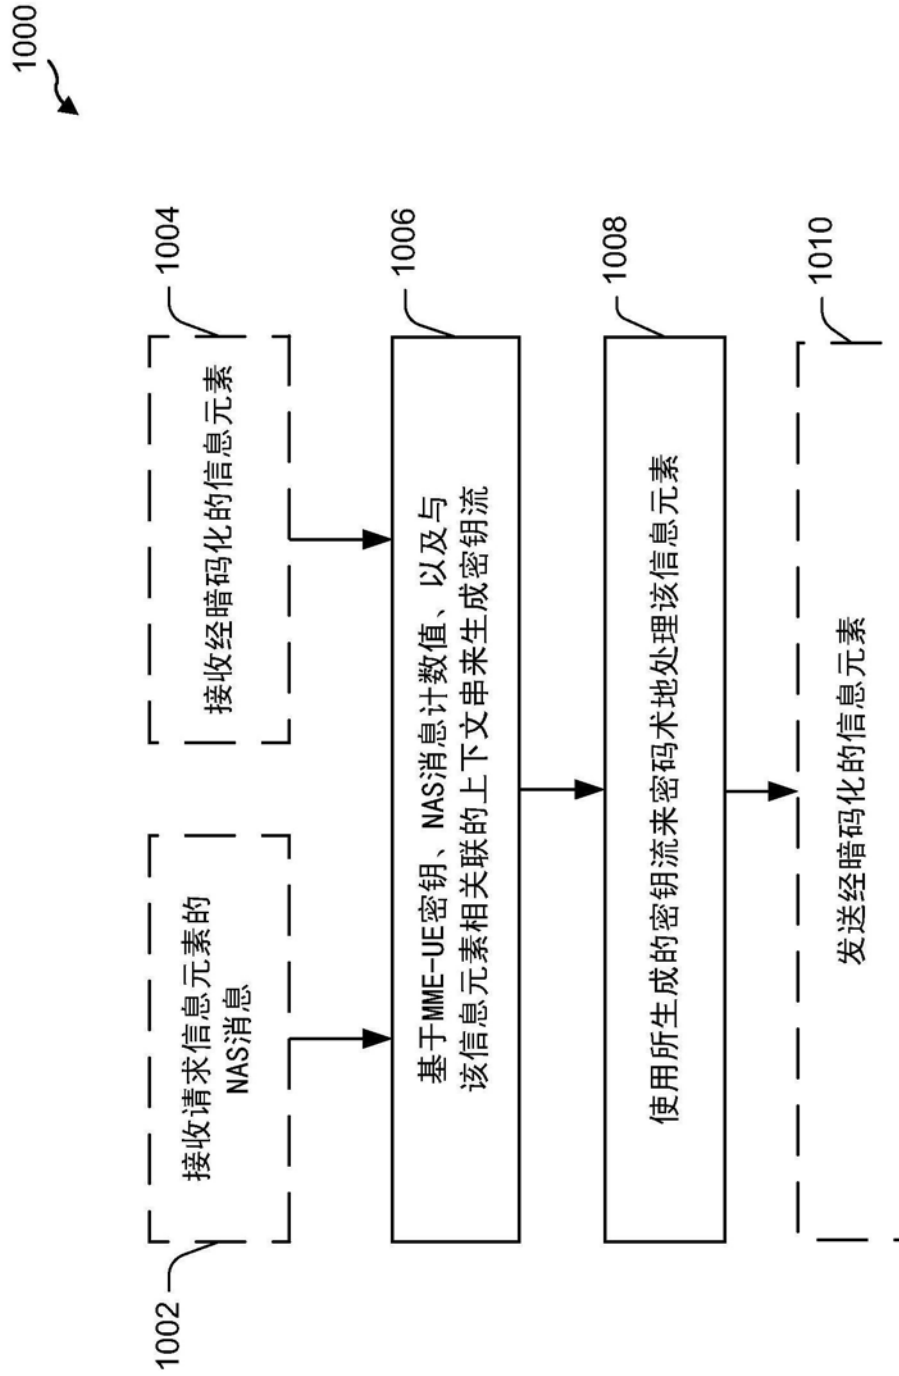 1000
1002
接收请求信息元素的
NAS消息
1004
接收经暗码化的信息元素
1006
基于MME-UE密钥、NAS消息计数值、以及与
该信息元素相关联的上下文串来生成密钥流
1008
使用所生成的密钥流来密码术地处理该信息元素
1010
发送经暗码化的信息元素